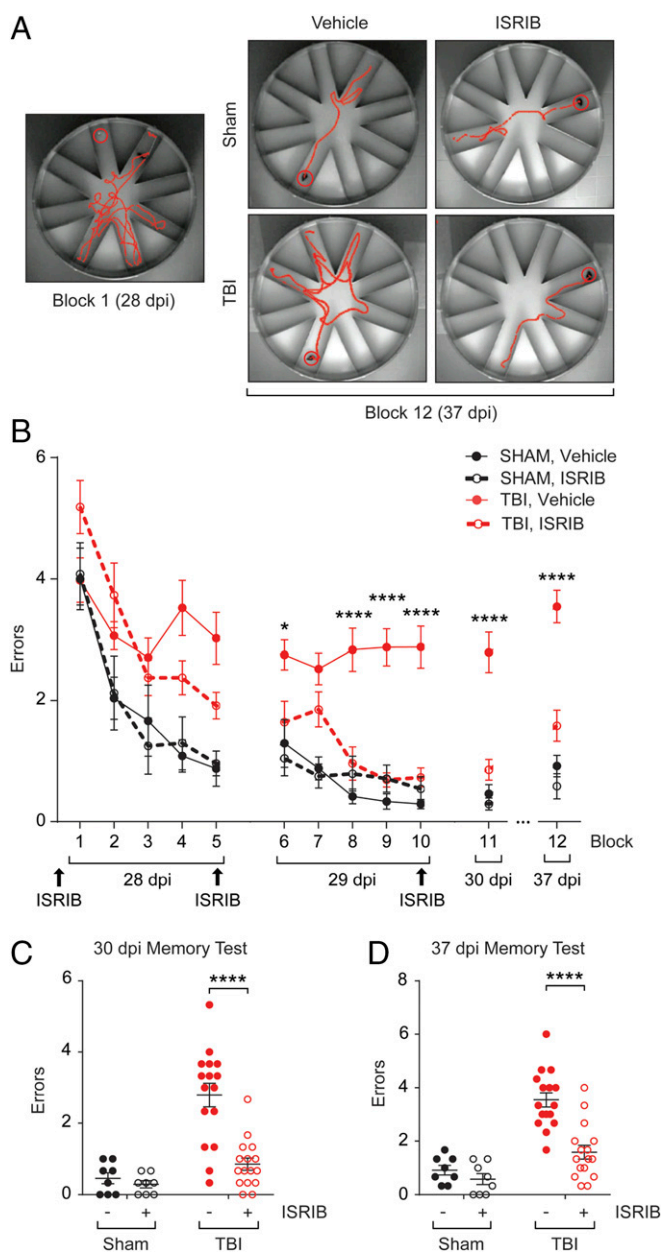 A
Vehicle
ISRIB
Sham
TBI
Block 1 (28 dpi)
Block 12 (37 dpi)
B
SHAM, Vehicle
SHAM, ISRIB
TBI, Vehicle
TBI, ISRIB
Errors
6
4
2
0
* **** **** **** **** ****
1 2 3 4 5 6 7 8 9 10 11 ... 12 Block
28 dpi 29 dpi 30 dpi 37 dpi
ISRIB ISRIB ISRIB
C
30 dpi Memory Test
Errors
6
4
2
0
****
- + - +
Sham TBI
D
37 dpi Memory Test
Errors
8
6
4
2
0
****
- + - + ISRIB
Sham TBI